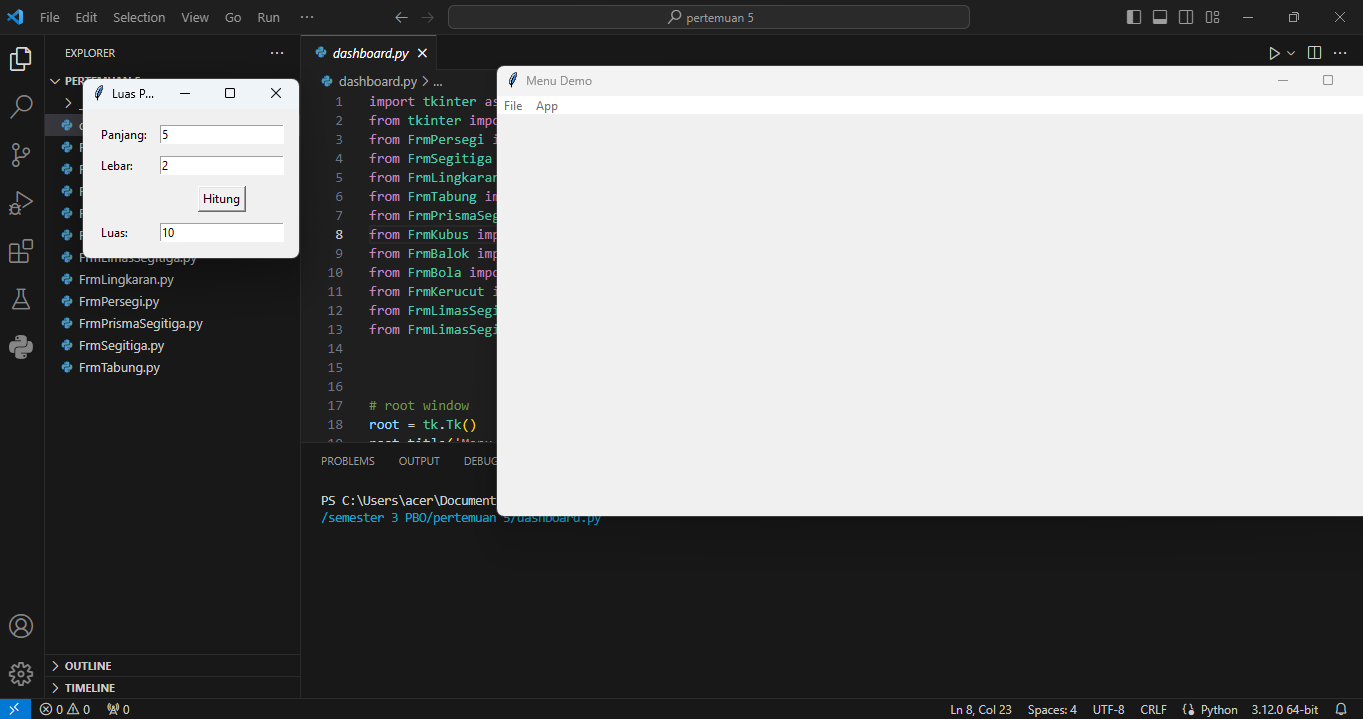 File Edit Selection View Go Run ···
pertemuan 5
EXPLORER
Luas P...
Panjang: 5
Lebar: 2
Hitung
Luas: 10
FrmLingkaran.py
FrmPersegi.py
FrmPrismaSegitiga.py
FrmSegitiga.py
FrmTabung.py
OUTLINE
TIMELINE
dashboard.py
dashboard.py > ...
1 import tkinter as
2 from tkinter impo
3 from FrmPersegi i
4 from FrmSegitiga
5 from FrmLingkaran
6 from FrmTabung im
7 from FrmPrismaSeg
8 from FrmKubus imp
9 from FrmBalok imp
10 from FrmBola impo
11 from FrmKerucut i
12 from FrmLimasSegi
13 from FrmLimasSegi
14
15
16
17 # root window
18 root = tk.Tk()
Menu Demo
File App
PROBLEMS OUTPUT DEBUG
PS C:\Users\acer\Document
/semester 3 PBO/pertemuan 5/dashboard.py
0 0 0
Ln 8, Col 23 Spaces: 4 UTF-8 CRLF Python 3.12.0 64-bit